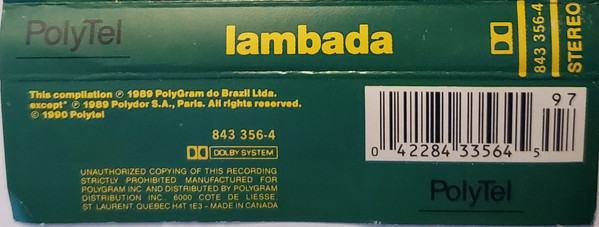 PolyTel
lambada
843 356-4
STEREO
This compilation ℗ 1989 PolyGram do Brazil Ltda.
except* ℗ 1989 Polydor S.A., Paris. All rights reserved.
© 1990 Polytel
843 356-4
DOLBY SYSTEM
UNAUTHORIZED COPYING OF THIS RECORDING
STRICTLY PROHIBITED MANUFACTURED FOR
POLYGRAM INC. AND DISTRIBUTED BY POLYGRAM
DISTRIBUTION INC., 6000 COTE DE LIESSE,
ST LAURENT, QUEBEC H4T 1E3 – MADE IN CANADA
97
0 42284 33564 5
PolyTel